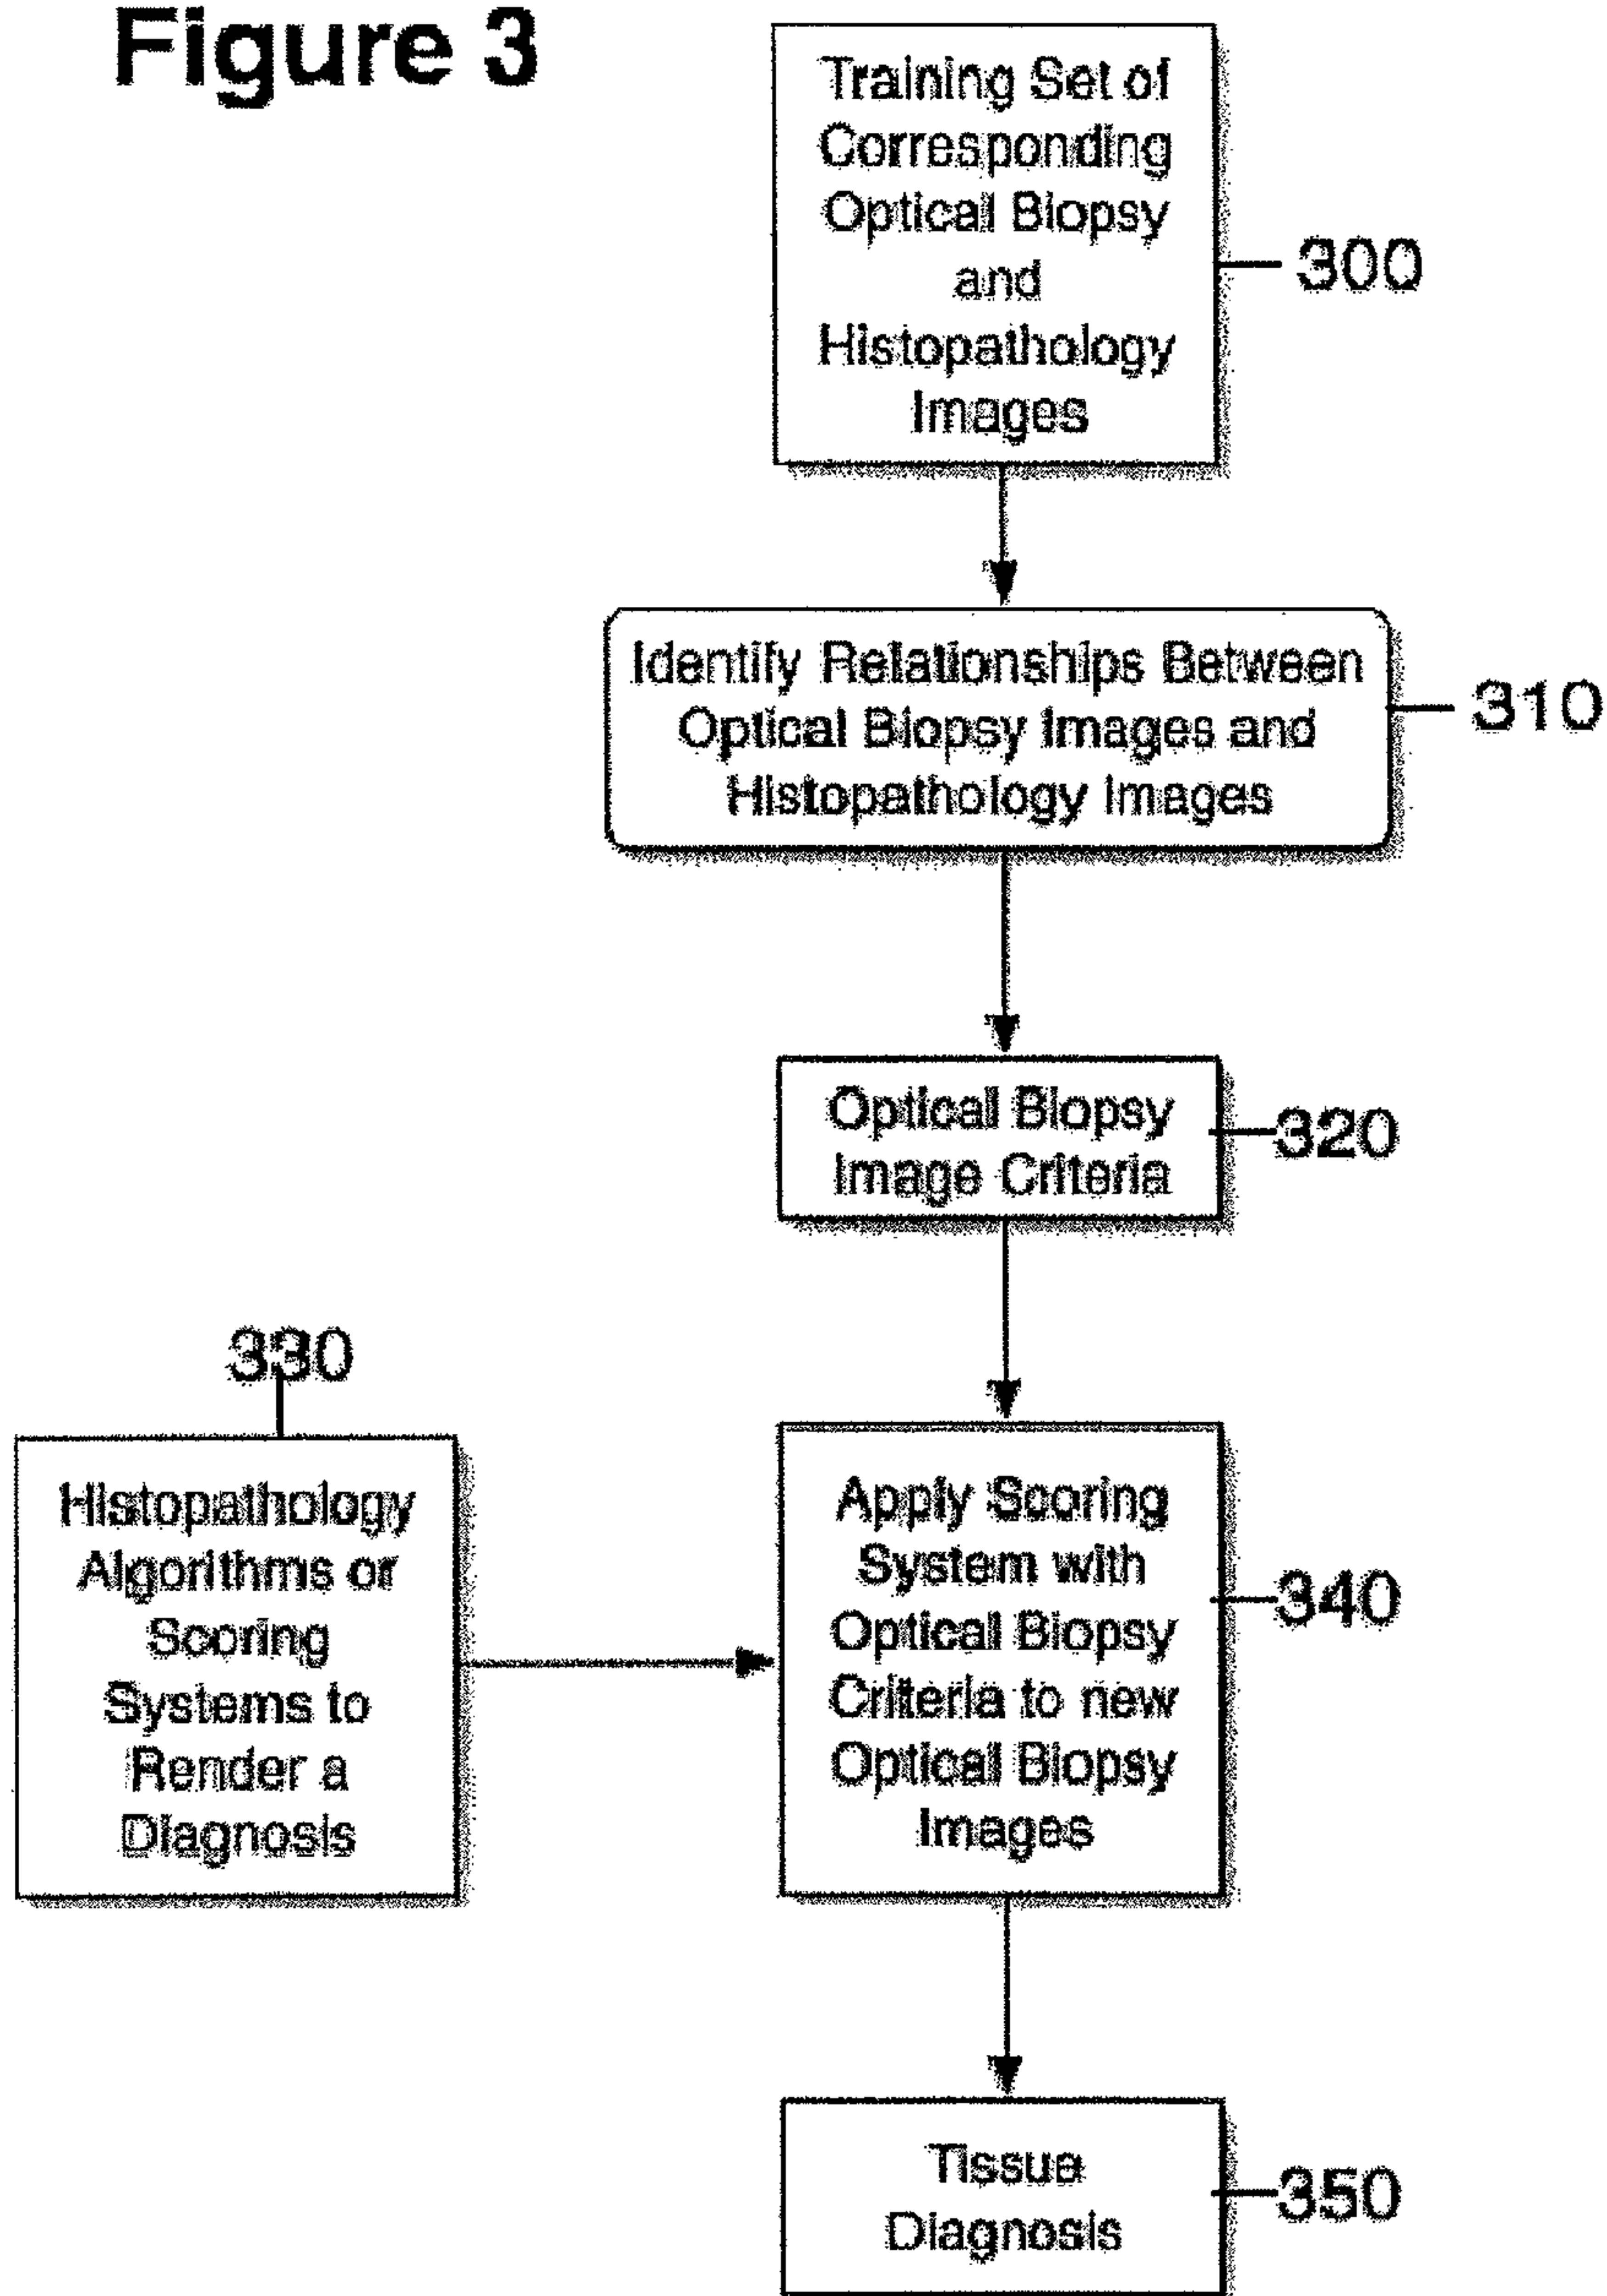 Figure 3
Training Set of
Corresponding
Optical Biopsy
and
Histopathology
Images
300
Identify Relationships Between
Optical Biopsy Images and
Histopathology Images
310
Optical Biopsy
Image Criteria
320
330
Histopathology
Algorithms or
Scoring
Systems to
Render a
Diagnosis
Apply Scoring
System with
Optical Biopsy
Criteria to new
Optical Biopsy
Images
340
Tissue
Diagnosis
350